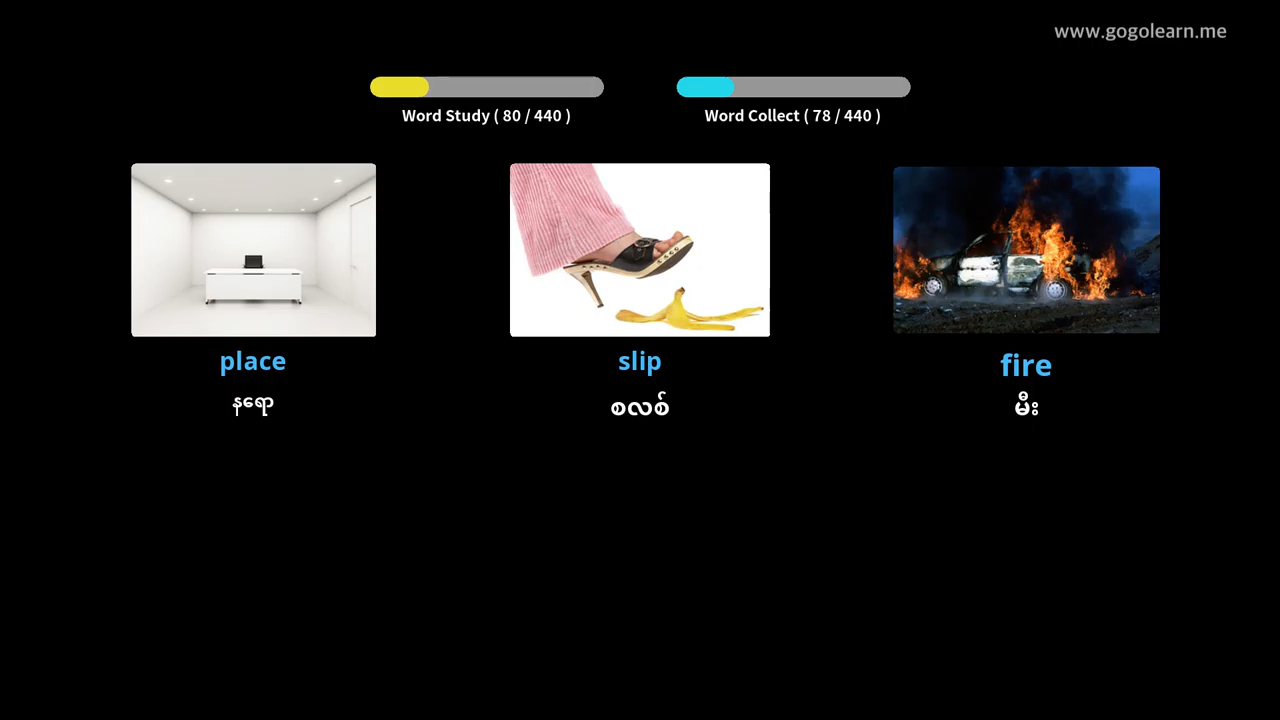 www.gogolearn.me
Word Study ( 80 / 440 )
Word Collect ( 78 / 440 )
place
slip
fire
နရော
စလစ်
မီး